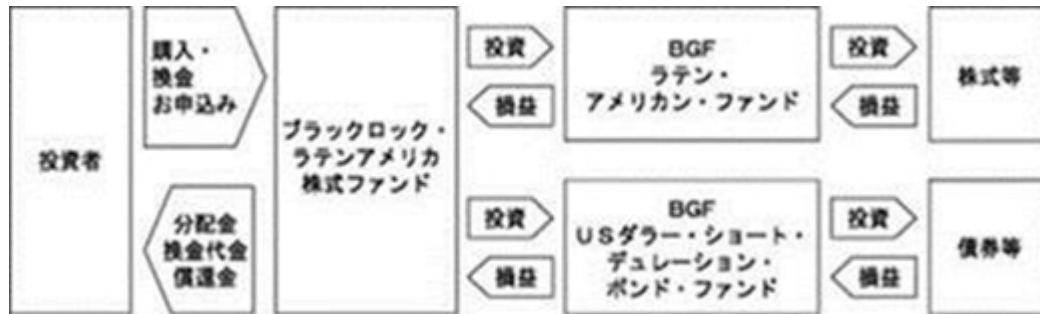 投資者
購入・
換金
お申込み
分配金
換金代金
償還金
ブラックロック・
ラテンアメリカ
株式ファンド
投資
損益
BGF
ラテン・
アメリカン・ファンド
投資
損益
株式等
投資
損益
BGF
USダラー・ショート・
デュレーション・
ボンド・ファンド
投資
損益
債券等